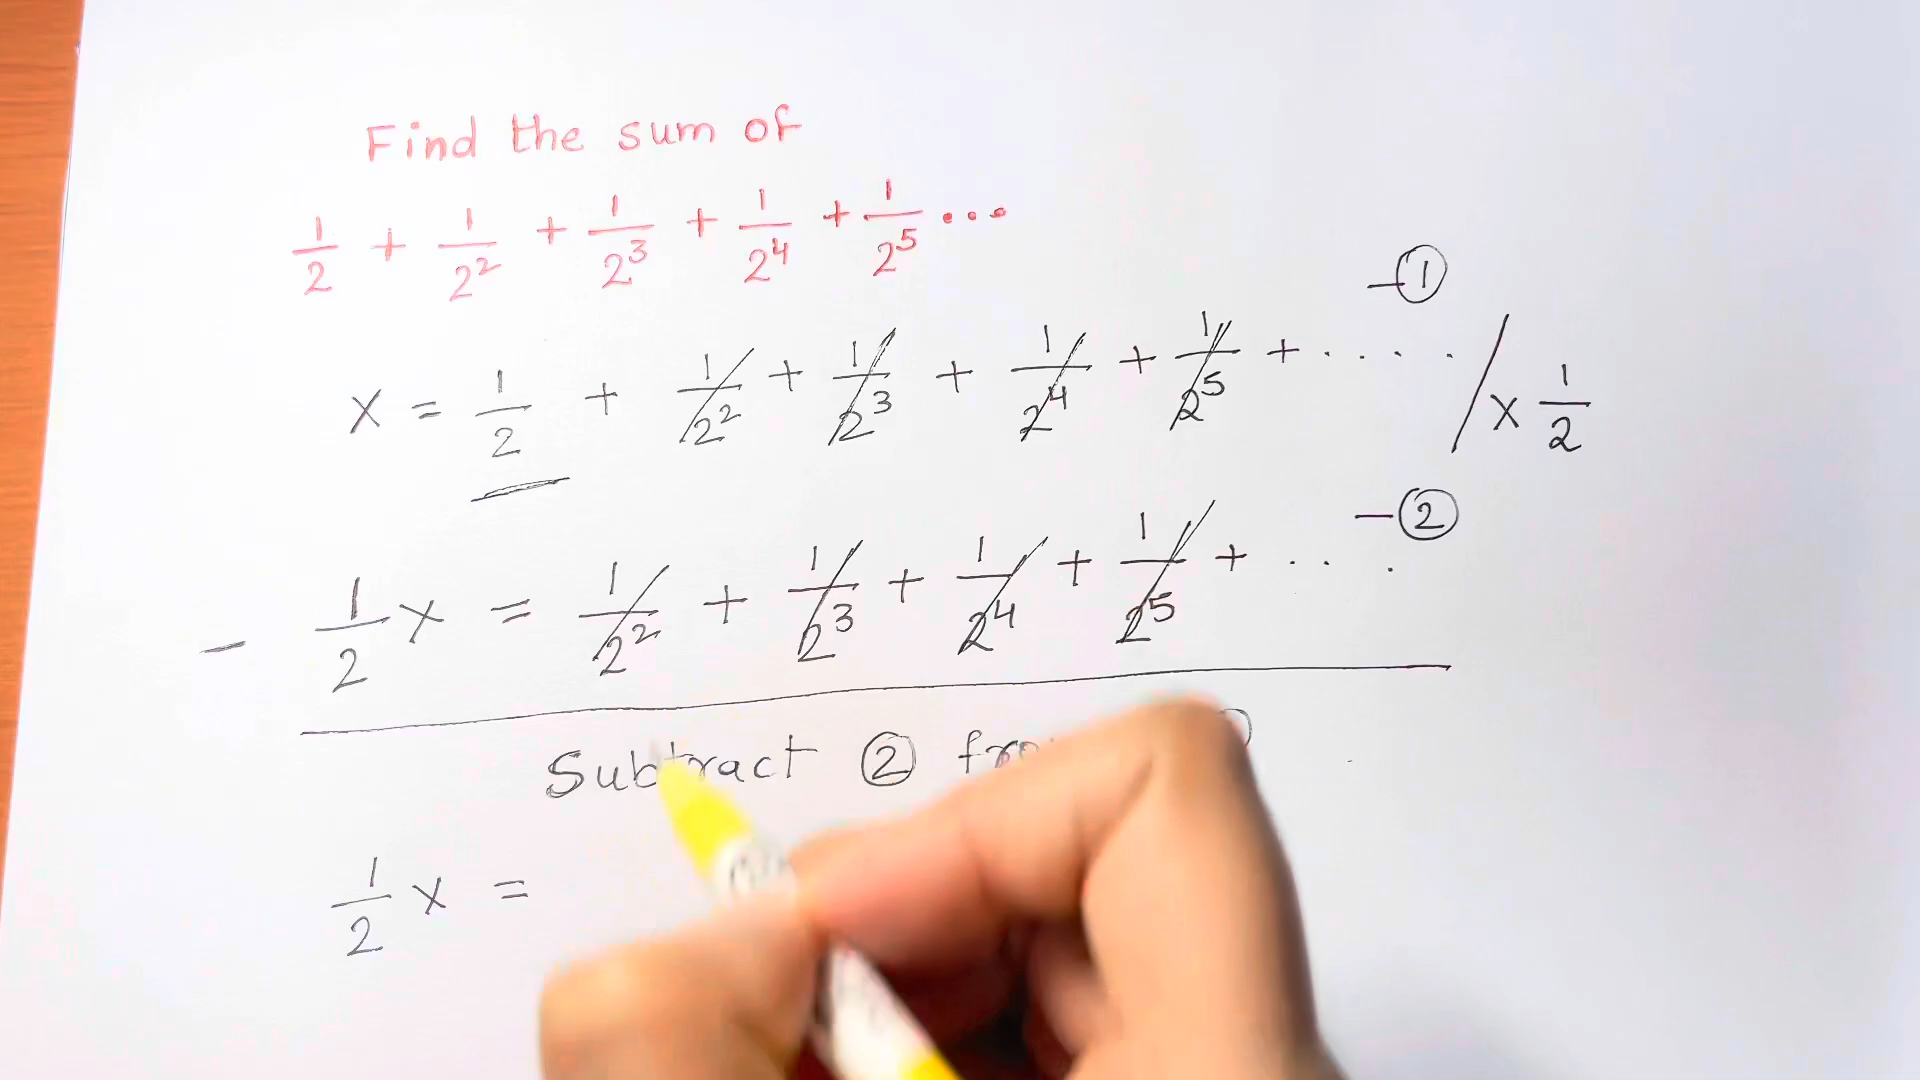 Find the sum of
1/2 + 1/2² + 1/2³ + 1/2⁴ + 1/2⁵ ...
— ①
x = 1/2 + 1/2² + 1/2³ + 1/2⁴ + 1/2⁵ + .... / x 1/2
— ②
- 1/2 x = 1/2² + 1/2³ + 1/2⁴ + 1/2⁵ + ...
Subtract ②
1/2 x =